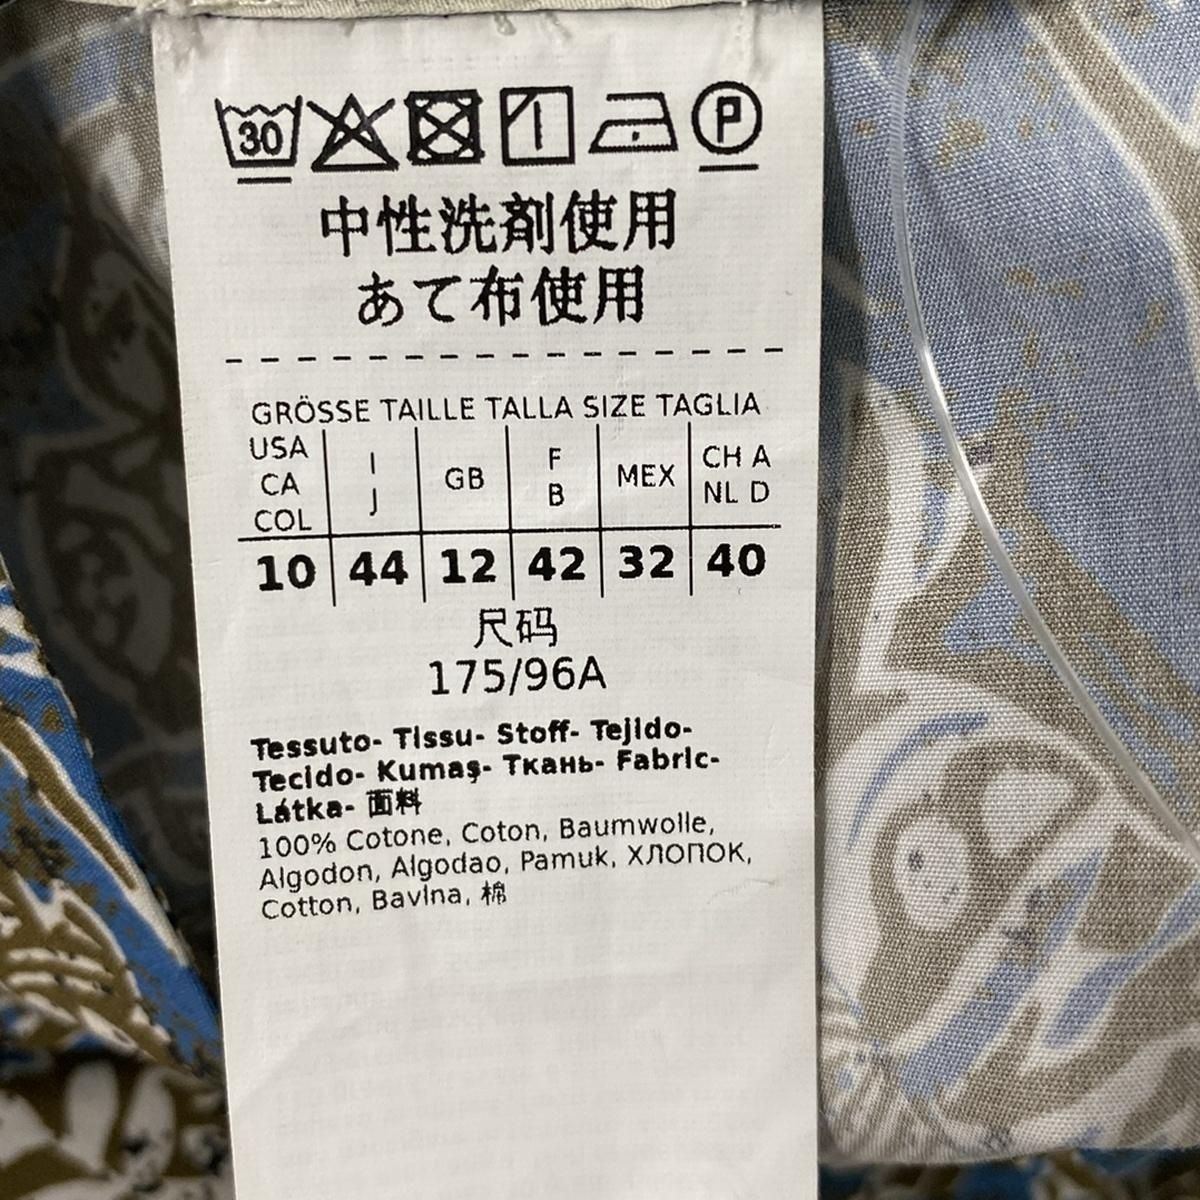 30 P
中性洗剤使用
あて布使用
GRÖSSE TAILLE TALLA SIZE TAGLIA
USA CA COL I J GB F B MEX CH A NL D
10 44 12 42 32 40
尺码
175/96A
Tessuto- Tissu- Stoff- Tejido-
Tecido- Kumaş- Ткань- Fabric-
Látka- 面料
100% Cotone, Coton, Baumwolle,
Algodon, Algodao, Pamuk, ХЛОПОК,
Cotton, Bavlna, 棉